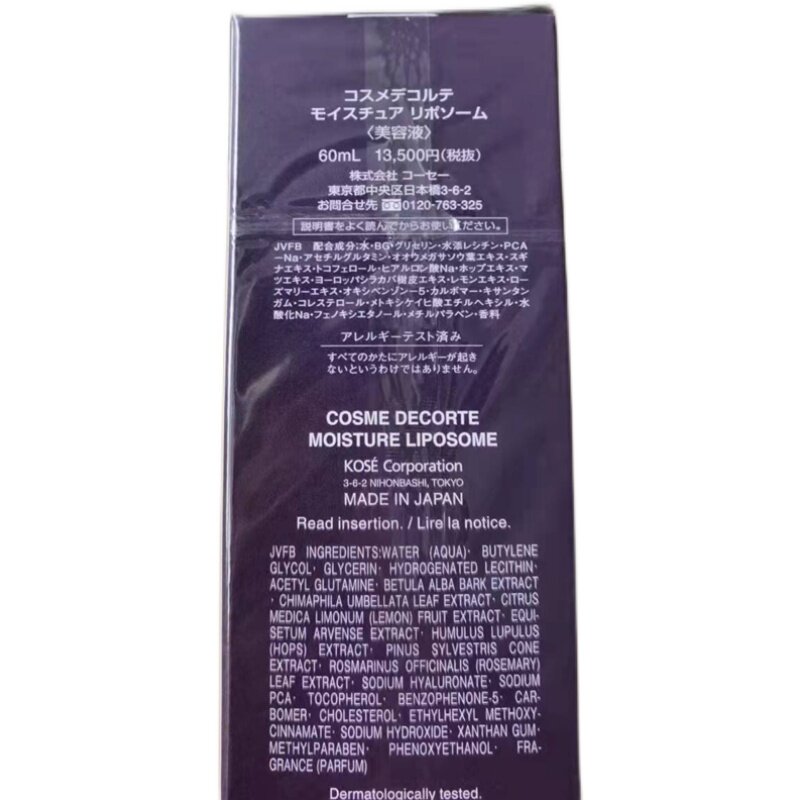 コスメデコルテ
モイスチュア リポソーム
〈美容液〉
60mL 13,500円(税抜)
株式会社 コーセー
東京都中央区日本橋3-6-2
お問合せ先 0120-763-325
説明書をよく読んでからお使いください。
JVFB 配合成分:水・BG・グリセリン・水添レシチン・PCA
ーNa・アセチルグルタミン・オオウメガサソウ葉エキス・スギ
ナエキス・トコフェロール・ヒアルロン酸Na・ホップエキス・マ
ツエキス・ヨーロッパシラカバ樹皮エキス・レモンエキス・ロー
ズマリーエキス・オキシベンゾン-5・カルボマー・キサンタン
ガム・コレステロール・メトキシケイヒ酸エチルヘキシル・水
酸化Na・フェノキシエタノール・メチルパラベン・香料
アレルギーテスト済み
すべてのかたにアレルギーが起き
ないというわけではありません。
COSME DECORTE
MOISTURE LIPOSOME
KOSÉ Corporation
3-6-2 NIHONBASHI, TOKYO
MADE IN JAPAN
Read insertion. / Lire la notice.
JVFB INGREDIENTS:WATER (AQUA)・ BUTYLENE
GLYCOL・ GLYCERIN・ HYDROGENATED LECITHIN・
ACETYL GLUTAMINE・ BETULA ALBA BARK EXTRACT
・ CHIMAPHILA UMBELLATA LEAF EXTRACT・ CITRUS
MEDICA LIMONUM (LEMON) FRUIT EXTRACT・ EQUI-
SETUM ARVENSE EXTRACT・ HUMULUS LUPULUS
(HOPS) EXTRACT・ PINUS SYLVESTRIS CONE
EXTRACT・ ROSMARINUS OFFICINALIS (ROSEMARY)
LEAF EXTRACT・ SODIUM HYALURONATE・ SODIUM
PCA・ TOCOPHEROL・ BENZOPHENONE-5・ CAR-
BOMER・ CHOLESTEROL・ ETHYLHEXYL METHOXY-
CINNAMATE・ SODIUM HYDROXIDE・ XANTHAN GUM・
METHYLPARABEN・ PHENOXYETHANOL・ FRA-
GRANCE (PARFUM)
Dermatologically tested.